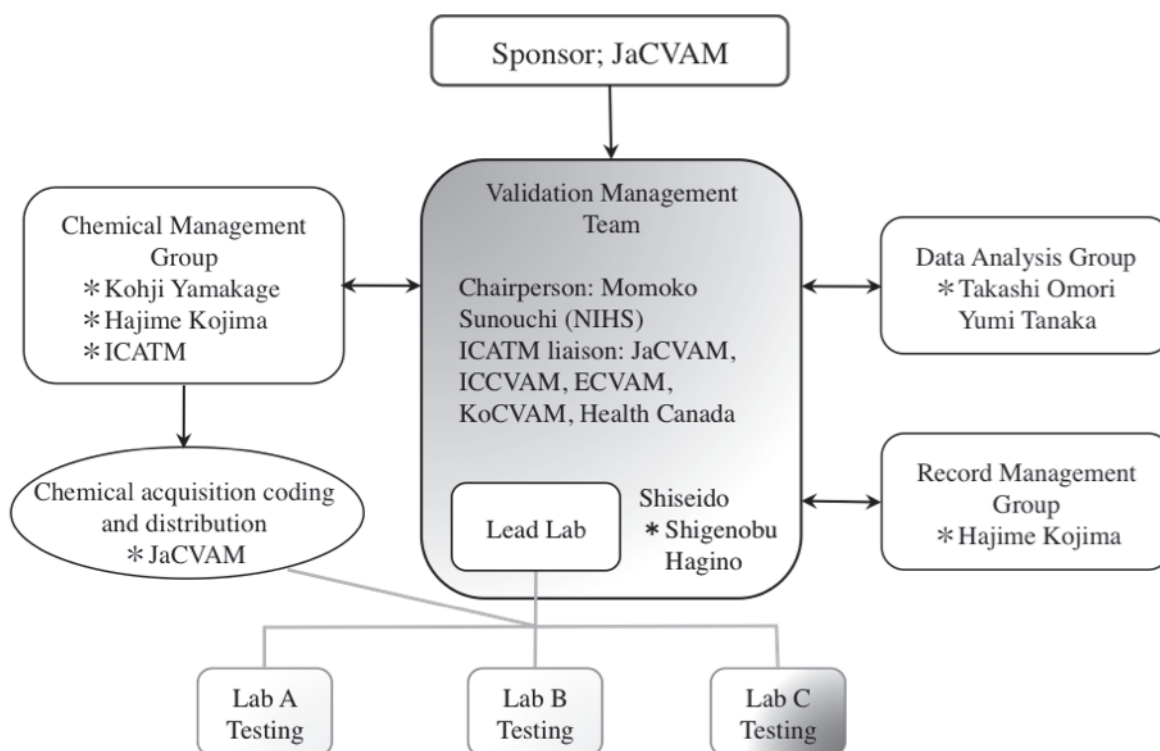 Sponsor; JaCVAM
Validation Management
Team
Chairperson: Momoko
Sunouchi (NIHS)
ICATM liaison: JaCVAM,
ICCVAM, ECVAM,
KoCVAM, Health Canada
Lead Lab
Shiseido
* Shigenobu
Hagino
Chemical Management
Group
* Kohji Yamakage
* Hajime Kojima
* ICATM
Chemical acquisition coding
and distribution
* JaCVAM
Data Analysis Group
* Takashi Omori
Yumi Tanaka
Record Management
Group
* Hajime Kojima
Lab A
Testing
Lab B
Testing
Lab C
Testing